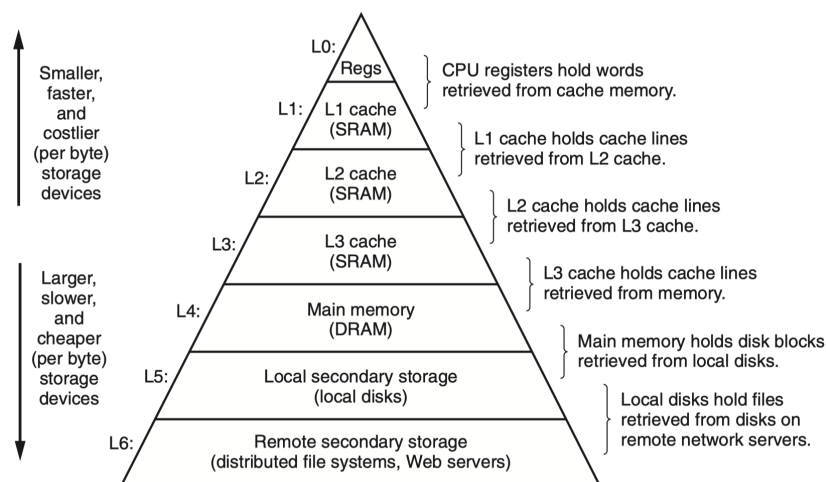 L0:
Regs
CPU registers hold words
retrieved from cache memory.
Smaller,
faster,
and
costlier
(per byte)
storage
devices
L1:
L1 cache
(SRAM)
L1 cache holds cache lines
retrieved from L2 cache.
L2:
L2 cache
(SRAM)
L2 cache holds cache lines
retrieved from L3 cache.
L3:
L3 cache
(SRAM)
L3 cache holds cache lines
retrieved from memory.
Larger,
slower,
and
cheaper
(per byte)
storage
devices
L4:
Main memory
(DRAM)
Main memory holds disk blocks
retrieved from local disks.
L5:
Local secondary storage
(local disks)
Local disks hold files
retrieved from disks on
remote network servers.
L6:
Remote secondary storage
(distributed file systems, Web servers)